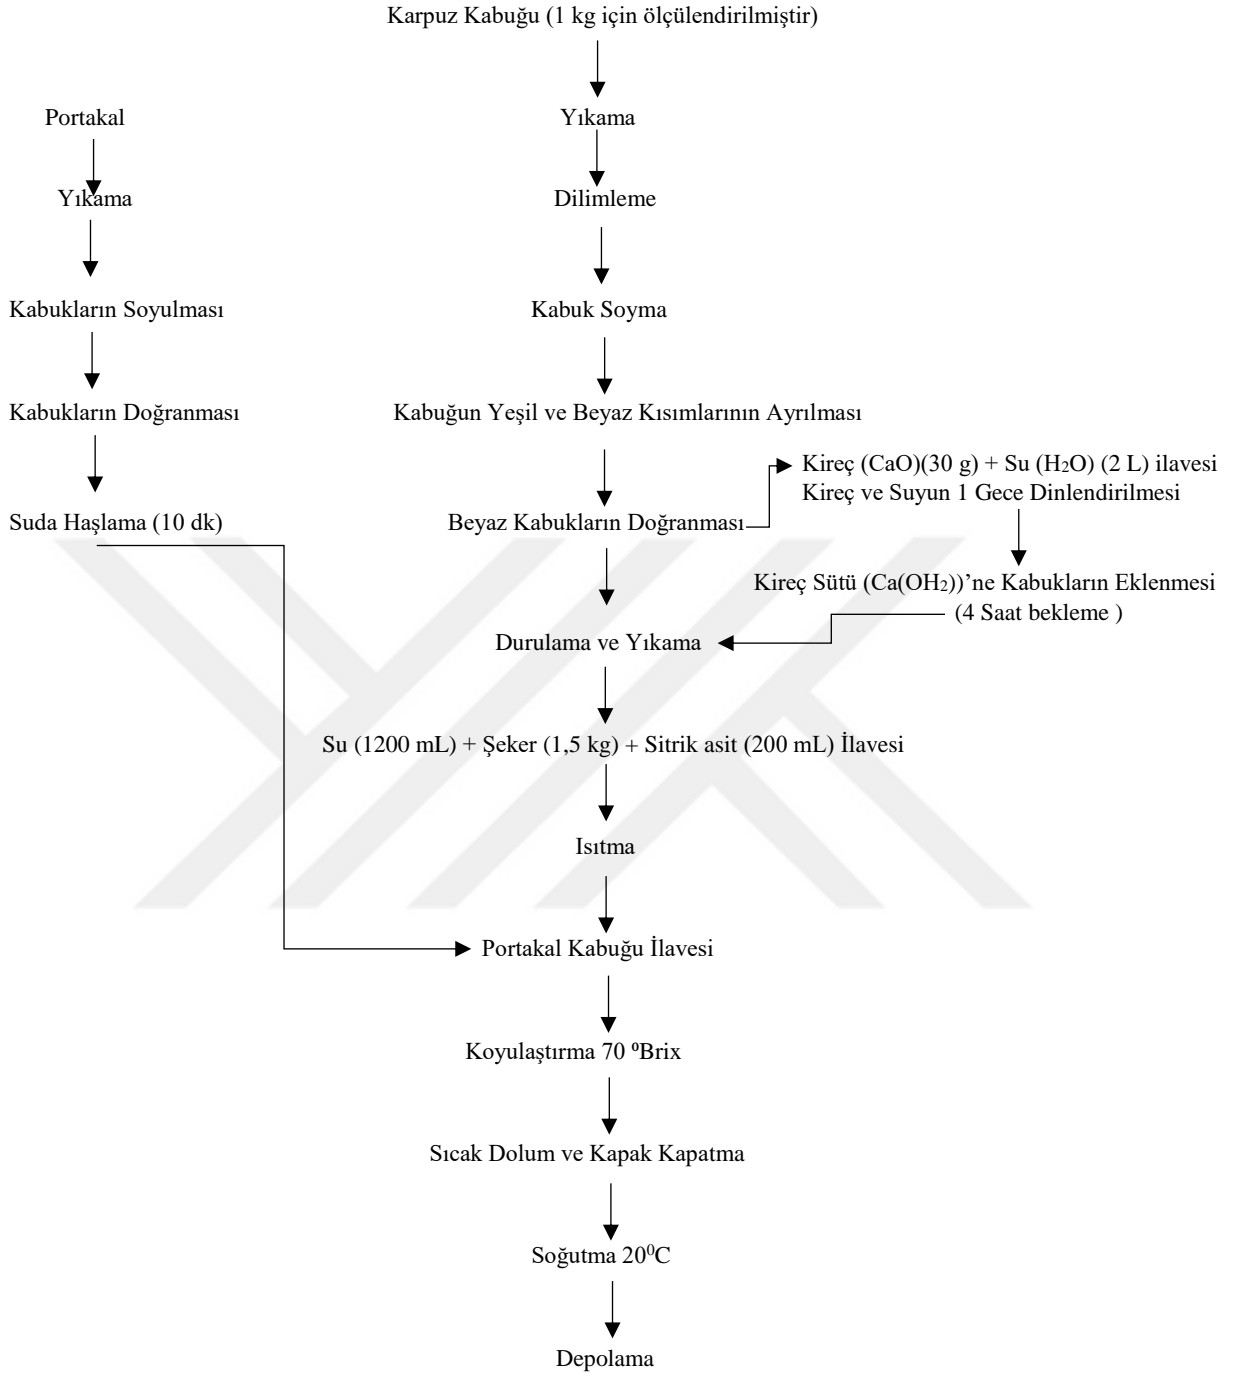 Karpuz Kabuğu (1 kg için ölçülendirilmiştir)
Portakal
Yıkama
Yıkama
Dilimleme
Kabukların Soyulması
Kabuk Soyma
Kabukların Doğranması
Kabuğun Yeşil ve Beyaz Kısımlarının Ayrılması
Kireç (CaO)(30 g) + Su (H₂O) (2 L) ilavesi
Kireç ve Suyun 1 Gece Dinlendirilmesi
Suda Haşlama (10 dk)
Beyaz Kabukların Doğranması
Kireç Sütü (Ca(OH₂))’ne Kabukların Eklenmesi
(4 Saat bekleme )
Durulama ve Yıkama
Su (1200 mL) + Şeker (1,5 kg) + Sitrik asit (200 mL) İlavesi
Isıtma
Portakal Kabuğu İlavesi
Koyulaştırma 70 ⁰Brix
Sıcak Dolum ve Kapak Kapatma
Soğutma 20⁰C
Depolama